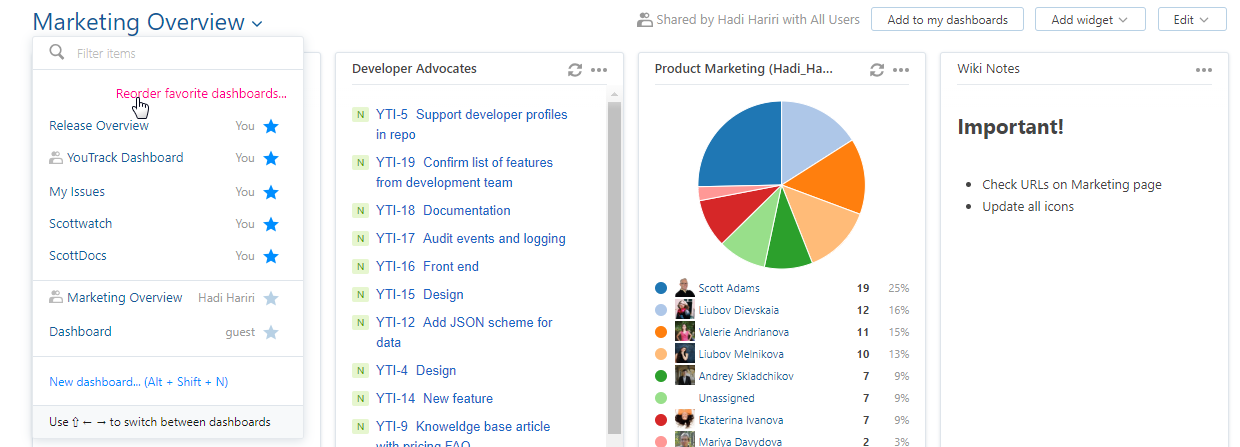 Marketing Overview
Shared by Hadi Hariri with All Users
Add to my dashboards
Add widget
Edit
Filter items
Reorder favorite dashboards...
Release Overview You
YouTrack Dashboard You
My Issues You
Scottwatch You
ScottDocs You
Marketing Overview Hadi Hariri
Dashboard guest
New dashboard... (Alt + Shift + N)
Use ⇧ ← → to switch between dashboards
Developer Advocates
N YTI-5 Support developer profiles
in repo
N YTI-19 Confirm list of features
from development team
N YTI-18 Documentation
N YTI-17 Audit events and logging
N YTI-16 Front end
N YTI-15 Design
N YTI-12 Add JSON scheme for
data
N YTI-4 Design
N YTI-14 New feature
N YTI-9 Knoweldge base article
with pricing FAQ
Product Marketing (Hadi_Ha...
Scott Adams 19 25%
Liubov Dievskaia 12 16%
Valerie Andrianova 11 15%
Liubov Melnikova 10 13%
Andrey Skladchikov 7 9%
Unassigned 7 9%
Ekaterina Ivanova 7 9%
Mariya Davydova 2 3%
Wiki Notes
Important!
• Check URLs on Marketing page
• Update all icons